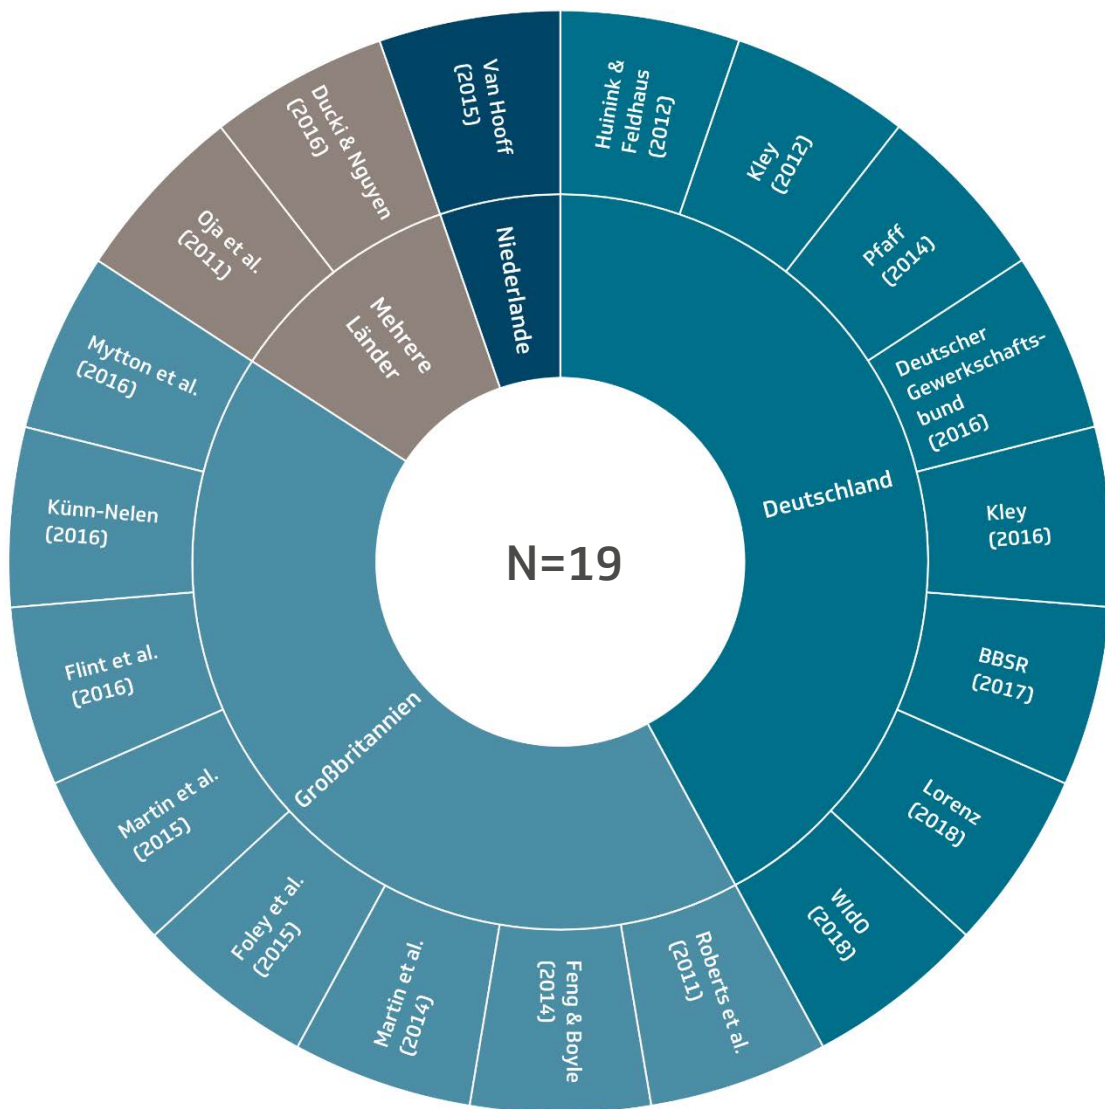 N=19
Deutschland
Huinink &
Feldhaus
(2012)
Kley
(2012)
Pfaff
(2014)
Deutscher
Gewerkschafts-
bund
(2016)
Kley
(2016)
BBSR
(2017)
Lorenz
(2018)
WIdO
(2018)
Großbritannien
Roberts et al.
(2011)
Feng & Boyle
(2014)
Martin et al.
(2014)
Foley et al.
(2015)
Martin et al.
(2015)
Flint et al.
(2016)
Künn-Nelen
(2016)
Mytton et al.
(2016)
Mehrere
Länder
Oja et al.
(2011)
Ducki & Nguyen
(2016)
Niederlande
Van Hooff
(2015)